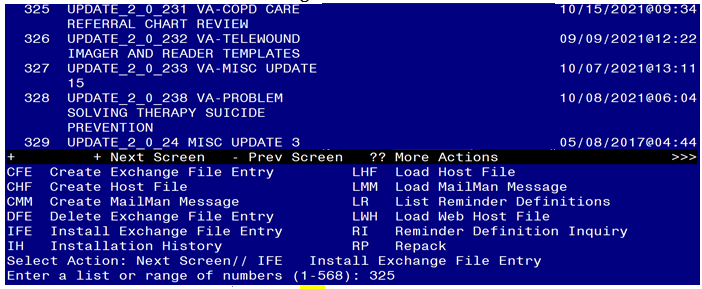 325 UPDATE_2_0_231 VA-COPD CARE 10/15/2021@09:34
REFERRAL CHART REVIEW
326 UPDATE_2_0_232 VA-TELEWOUND 09/09/2021@12:22
IMAGER AND READER TEMPLATES
327 UPDATE_2_0_233 VA-MISC UPDATE 10/07/2021@13:11
15
328 UPDATE_2_0_238 VA-PROBLEM 10/08/2021@06:04
SOLVING THERAPY SUICIDE
PREVENTION
329 UPDATE_2_0_24 MISC UPDATE 3 05/08/2017@04:44
+ + Next Screen - Prev Screen ?? More Actions >>>
CFE Create Exchange File Entry LHF Load Host File
CHF Create Host File LMM Load MailMan Message
CMM Create MailMan Message LR List Reminder Definitions
DFE Delete Exchange File Entry LWH Load Web Host File
IFE Install Exchange File Entry RI Reminder Definition Inquiry
IH Installation History RP Repack
Select Action: Next Screen// IFE Install Exchange File Entry
Enter a list or range of numbers (1-568): 325